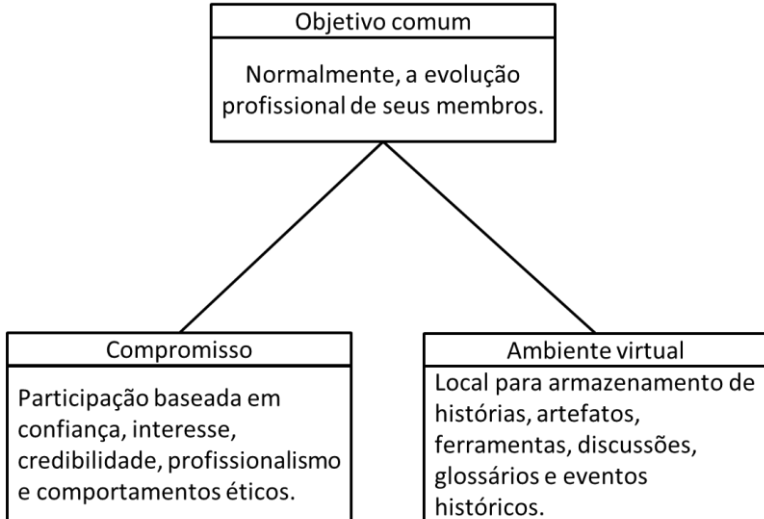 Objetivo comum
Normalmente, a evolução
profissional de seus membros.
Compromisso
Participação baseada em
confiança, interesse,
credibilidade, profissionalismo
e comportamentos éticos.
Ambiente virtual
Local para armazenamento de
histórias, artefatos,
ferramentas, discussões,
glossários e eventos
históricos.